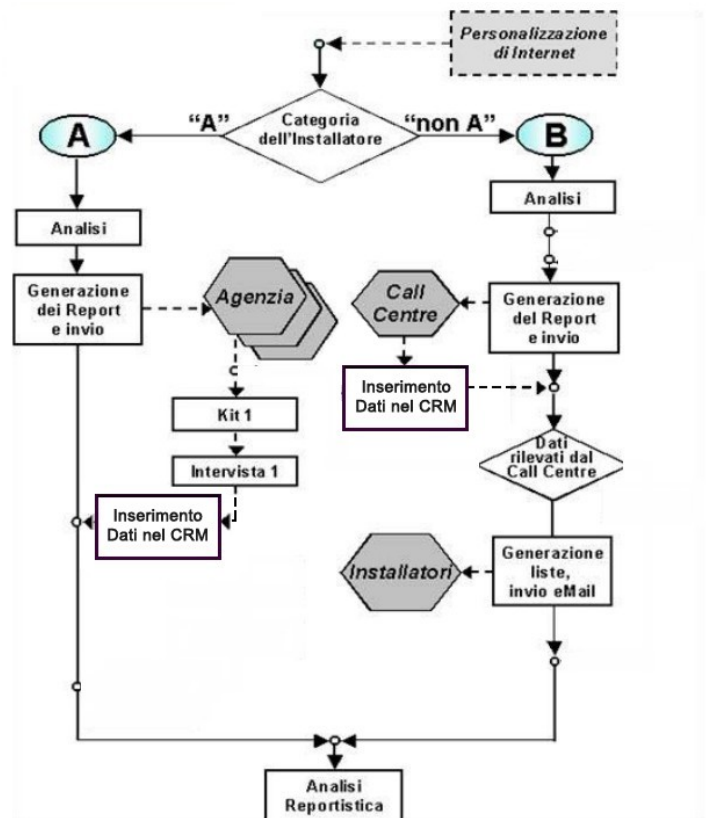 Personalizzazione
di Internet
Categoria
dell'Installatore
“A”
“non A”
A
B
Analisi
Analisi
Generazione
dei Report
e invio
Agenzia
Call
Centre
Generazione
del Report
e invio
Inserimento
Dati nel CRM
Kit 1
Intervista 1
Inserimento
Dati nel CRM
Dati
rilevati dal
Call Centre
Installatori
Generazione
liste,
invio eMail
Analisi
Reportistica